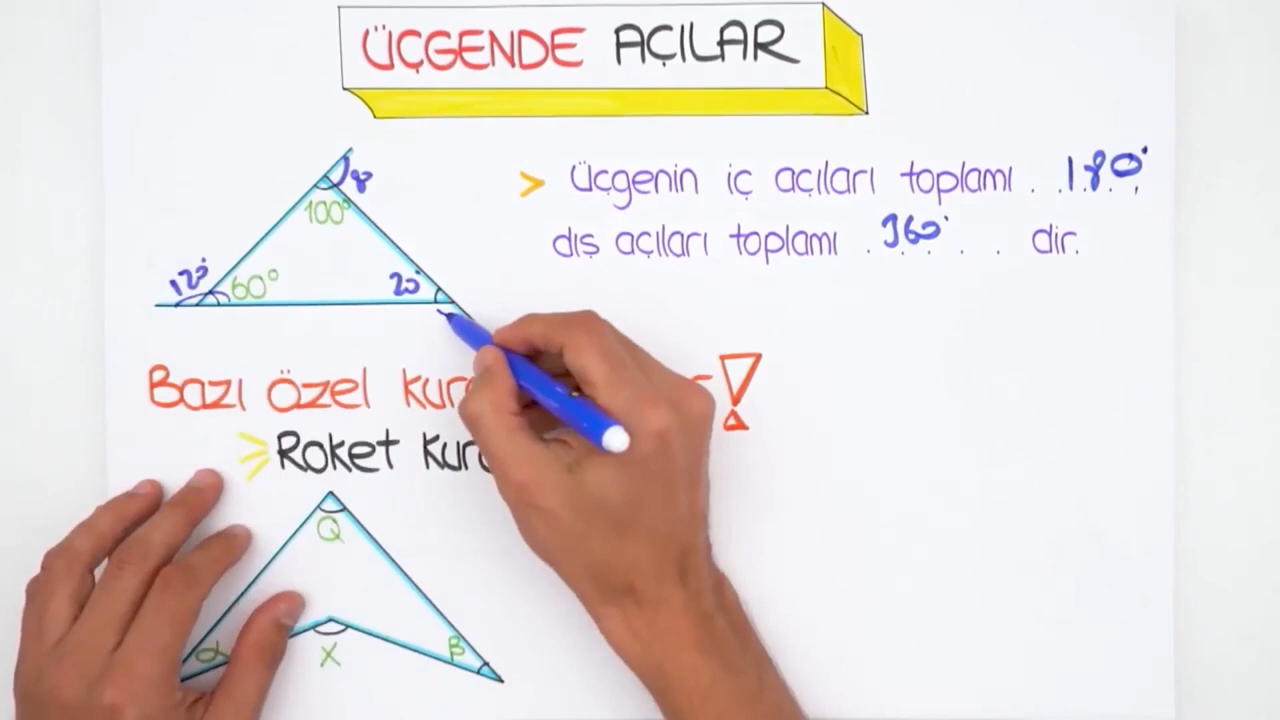 ÜÇGENDE AÇILAR
> Üçgenin iç açıları toplamı . . 180° .
dış açıları toplamı . 360° . . dir.
8
100°
120° 60° 20°
Bazı özel
Roket
Q
α X β